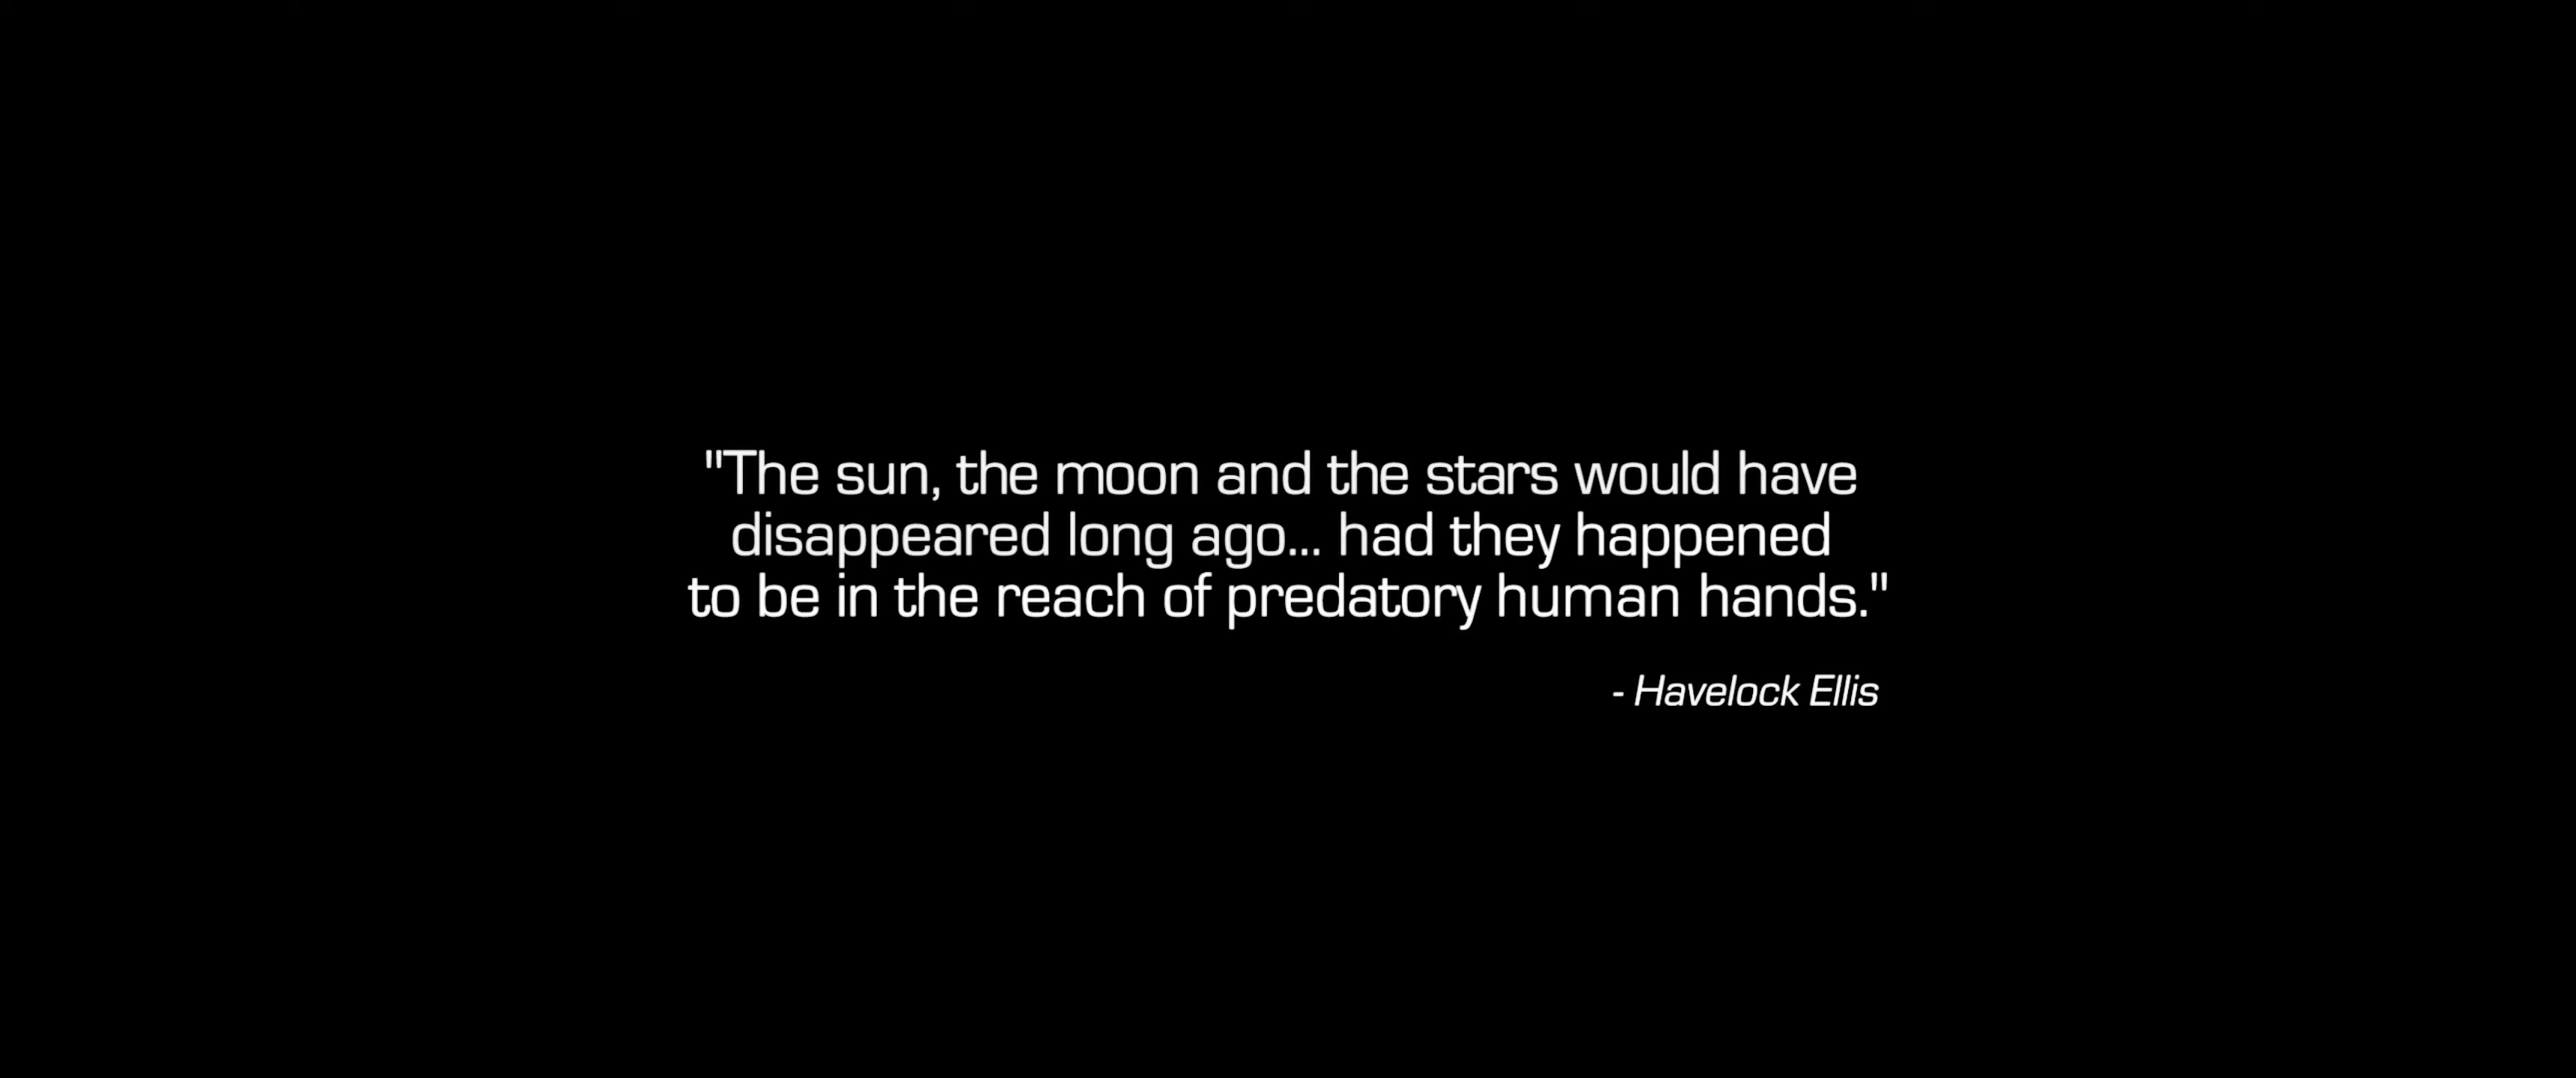 "The sun, the moon and the stars would have
disappeared long ago... had they happened
to be in the reach of predatory human hands."
- Havelock Ellis